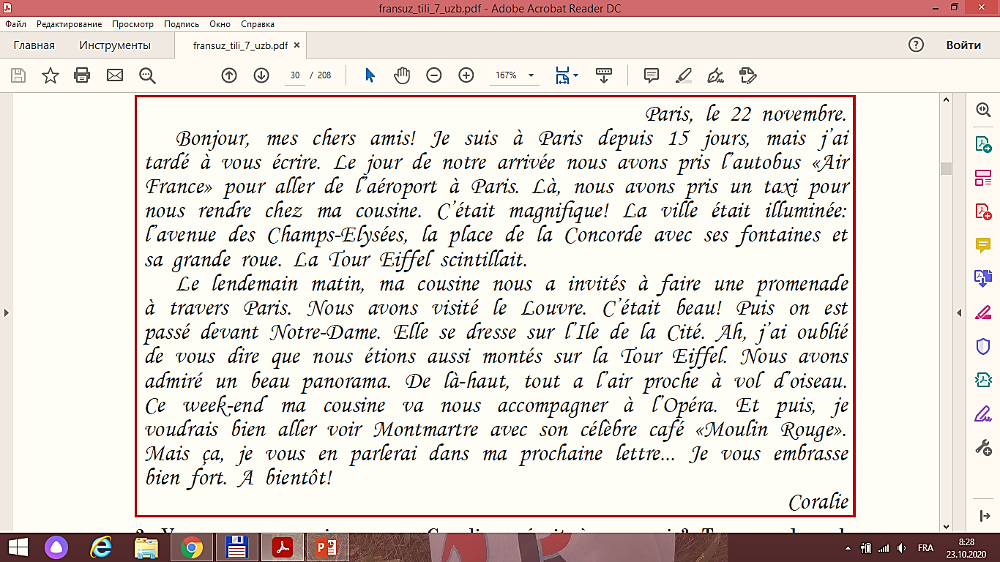 fransuz_tili_7_uzb.pdf - Adobe Acrobat Reader DC
Файл Редактирование Просмотр Подпись Окно Справка
Главная Инструменты fransuz_tili_7_uzb.pdf × Войти
30 / 208 167%
Paris, le 22 novembre.
Bonjour, mes chers amis! Je suis à Paris depuis 15 jours, mais j’ai
tardé à vous écrire. Le jour de notre arrivée nous avons pris l’autobus «Air
France» pour aller de l’aéroport à Paris. Là, nous avons pris un taxi pour
nous rendre chez ma cousine. C’était magnifique! La ville était illuminée:
l’avenue des Champs-Elysées, la place de la Concorde avec ses fontaines et
sa grande roue. La Tour Eiffel scintillait.
Le lendemain matin, ma cousine nous a invités à faire une promenade
à travers Paris. Nous avons visité le Louvre. C’était beau! Puis on est
passé devant Notre-Dame. Elle se dresse sur l’Ile de la Cité. Ah, j’ai oublié
de vous dire que nous étions aussi montés sur la Tour Eiffel. Nous avons
admiré un beau panorama. De là-haut, tout a l’air proche à vol d’oiseau.
Ce week-end ma cousine va nous accompagner à l’Opéra. Et puis, je
voudrais bien aller voir Montmartre avec son célèbre café «Moulin Rouge».
Mais ça, je vous en parlerai dans ma prochaine lettre... Je vous embrasse
bien fort. A bientôt!
Coralie
FRA
8:28
23.10.2020